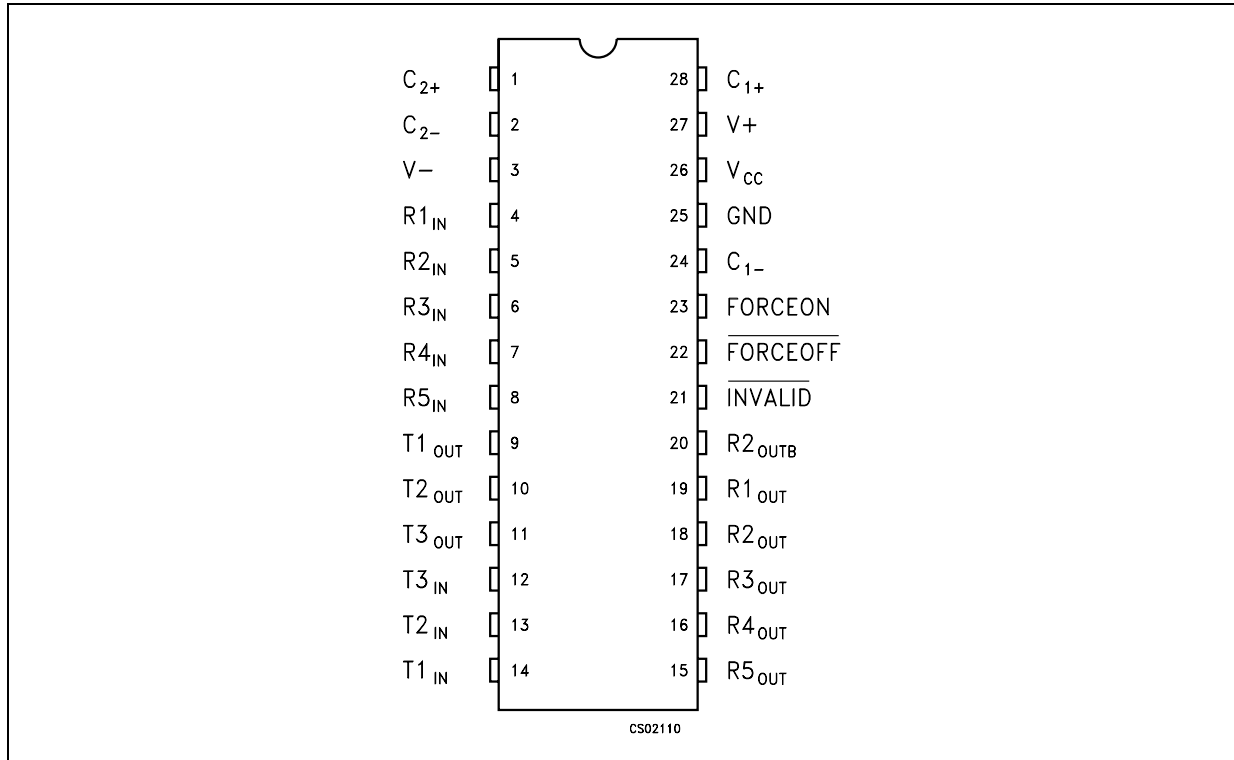 C2+ 1 28 C1+
C2− 2 27 V+
V− 3 26 VCC
R1IN 4 25 GND
R2IN 5 24 C1−
R3IN 6 23 FORCEON
R4IN 7 22 FORCEOFF
R5IN 8 21 INVALID
T1OUT 9 20 R2OUTB
T2OUT 10 19 R1OUT
T3OUT 11 18 R2OUT
T3IN 12 17 R3OUT
T2IN 13 16 R4OUT
T1IN 14 15 R5OUT
CS02110